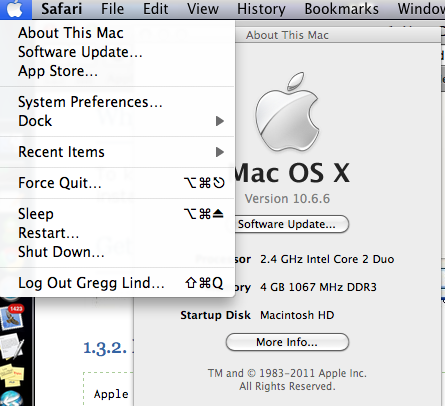 Safari File Edit View History Bookmarks Window
About This Mac
Software Update...
App Store...
System Preferences...
Dock
Recent Items
Force Quit... ⌥⌘⎋
Sleep ⌥⌘⏏
Restart...
Shut Down...
Log Out Gregg Lind... ⇧⌘Q
About This Mac
Mac OS X
Version 10.6.6
Software Update...
Processor 2.4 GHz Intel Core 2 Duo
Memory 4 GB 1067 MHz DDR3
Startup Disk Macintosh HD
More Info...
TM and © 1983-2011 Apple Inc.
All Rights Reserved.
1423
1.3.2.
Apple